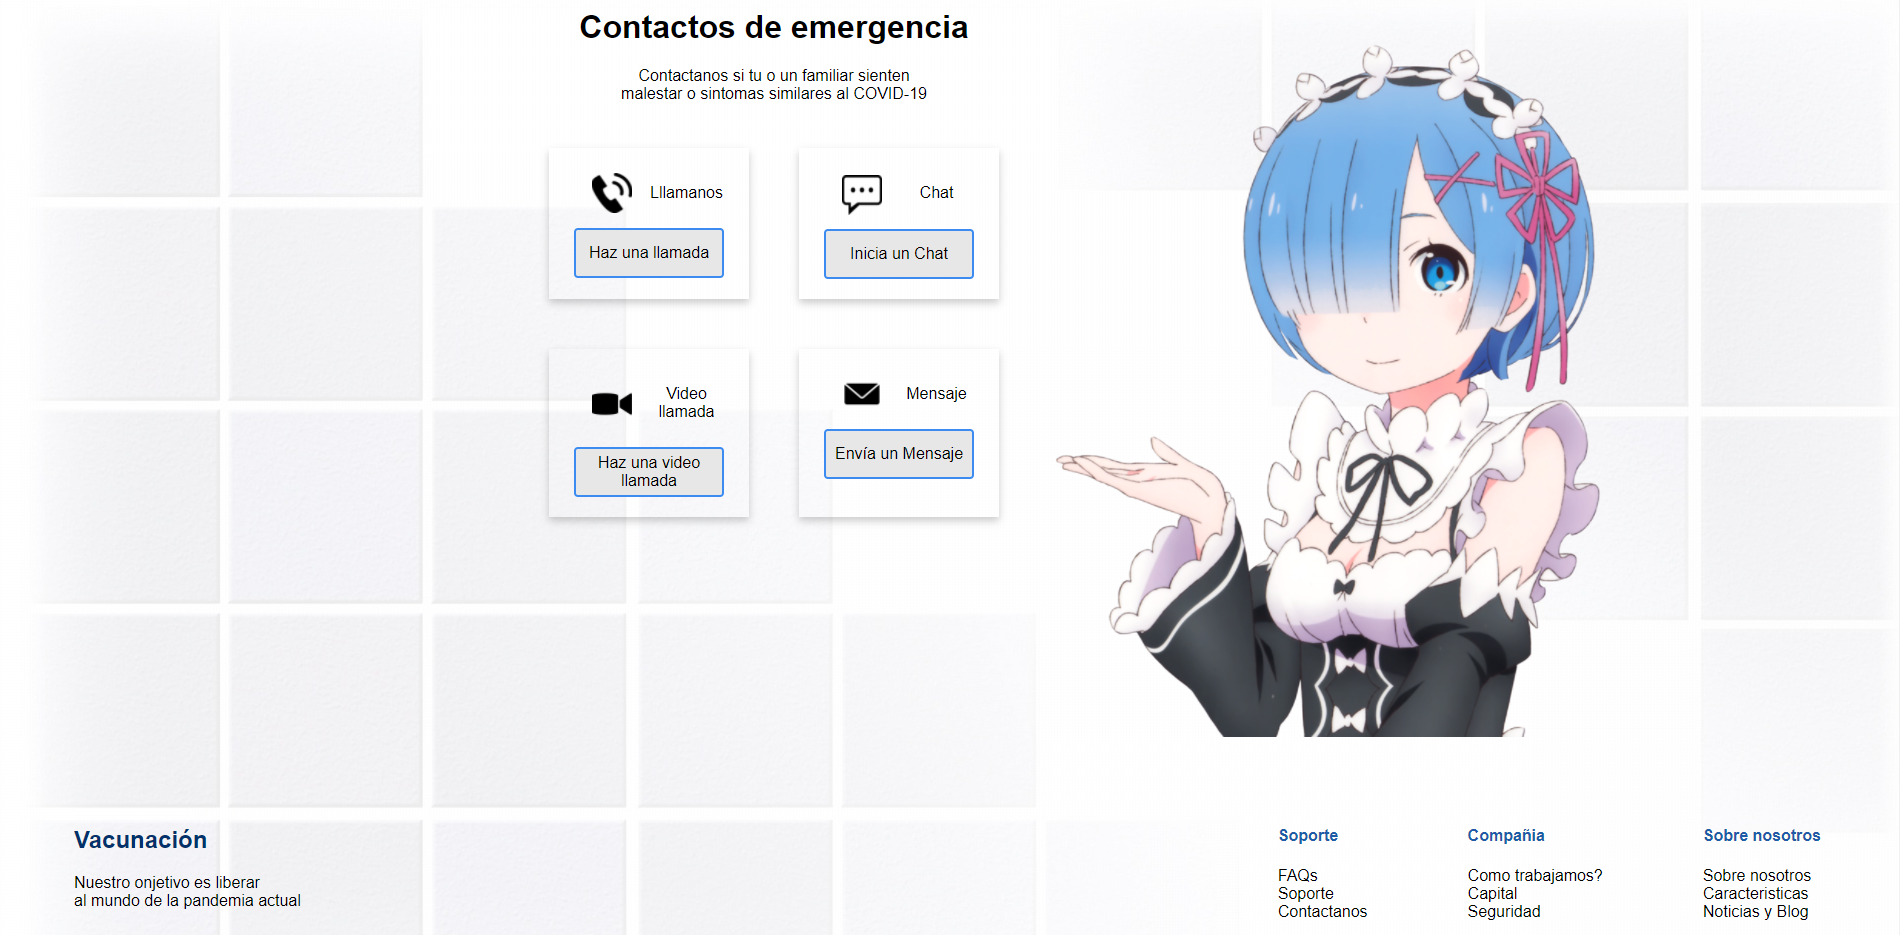 Contactos de emergencia
Contactanos si tu o un familiar sienten
malestar o sintomas similares al COVID-19
Lllamanos
Haz una llamada
Chat
Inicia un Chat
Video
llamada
Haz una video
llamada
Mensaje
Envía un Mensaje
Vacunación
Nuestro onjetivo es liberar
al mundo de la pandemia actual
Soporte
FAQs
Soporte
Contactanos
Compañia
Como trabajamos?
Capital
Seguridad
Sobre nosotros
Sobre nosotros
Caracteristicas
Noticias y Blog